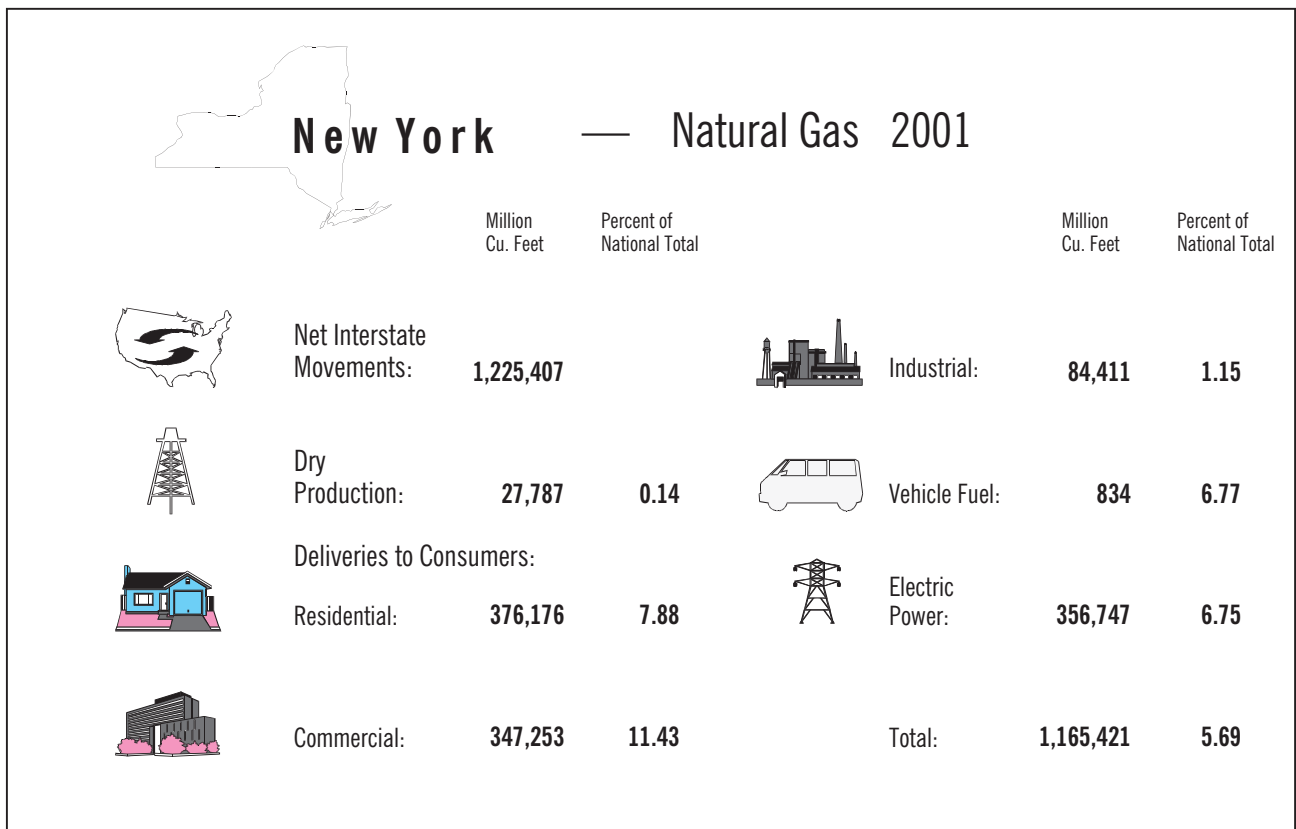 New York — Natural Gas 2001
Million Percent of
Cu. Feet National Total
Net Interstate
Movements: 1,225,407
Dry
Production: 27,787 0.14
Deliveries to Consumers:
Residential: 376,176 7.88
Commercial: 347,253 11.43
Million Percent of
Cu. Feet National Total
Industrial: 84,411 1.15
Vehicle Fuel: 834 6.77
Electric
Power: 356,747 6.75
Total: 1,165,421 5.69